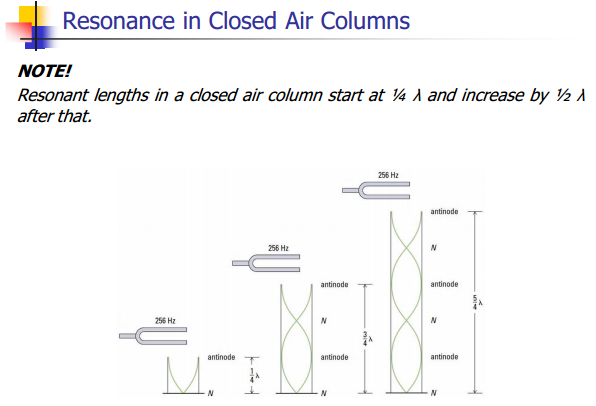 Resonance in Closed Air Columns
NOTE!
Resonant lengths in a closed air column start at ¼ λ and increase by ½ λ
after that.
256 Hz
antinode
N
256 Hz
antinode
N
antinode
N
256 Hz
antinode
N
antinode
N
antinode
N
1/4 λ
3/4 λ
5/4 λ